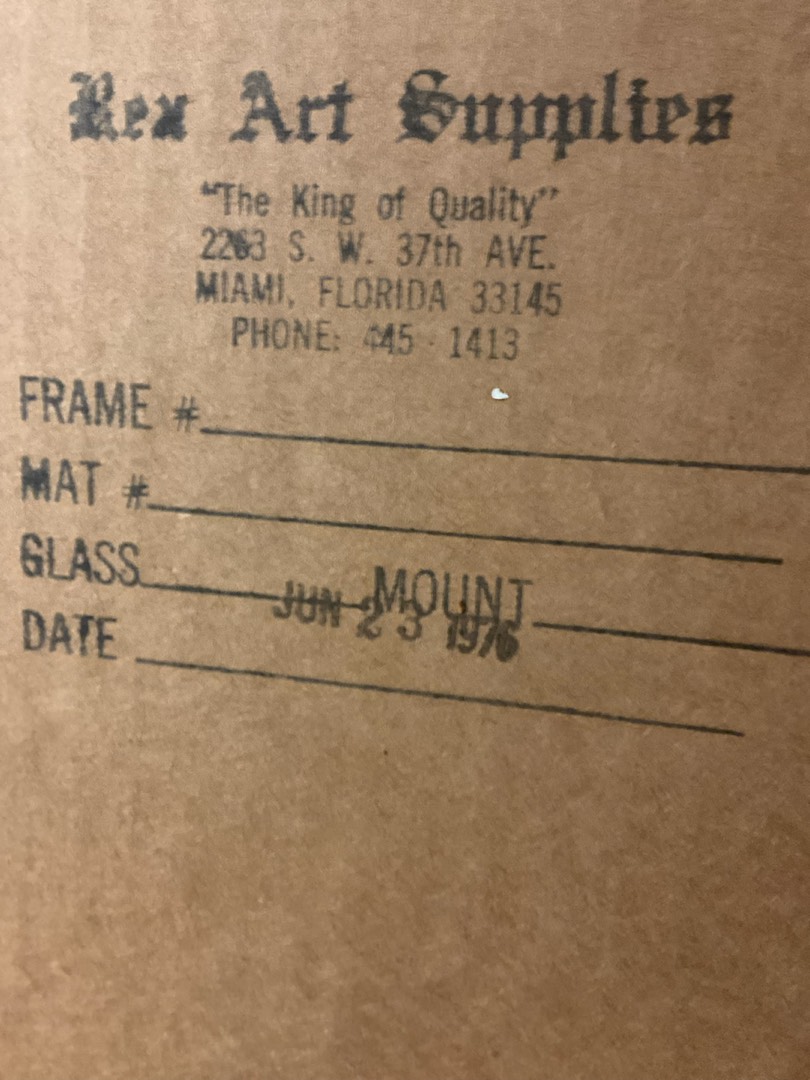 Rex Art Supplies
“The King of Quality”
2263 S. W. 37th AVE.
MIAMI, FLORIDA 33145
PHONE: 445 - 1413
FRAME #
MAT #
GLASS MOUNT
JUN 23 1976
DATE